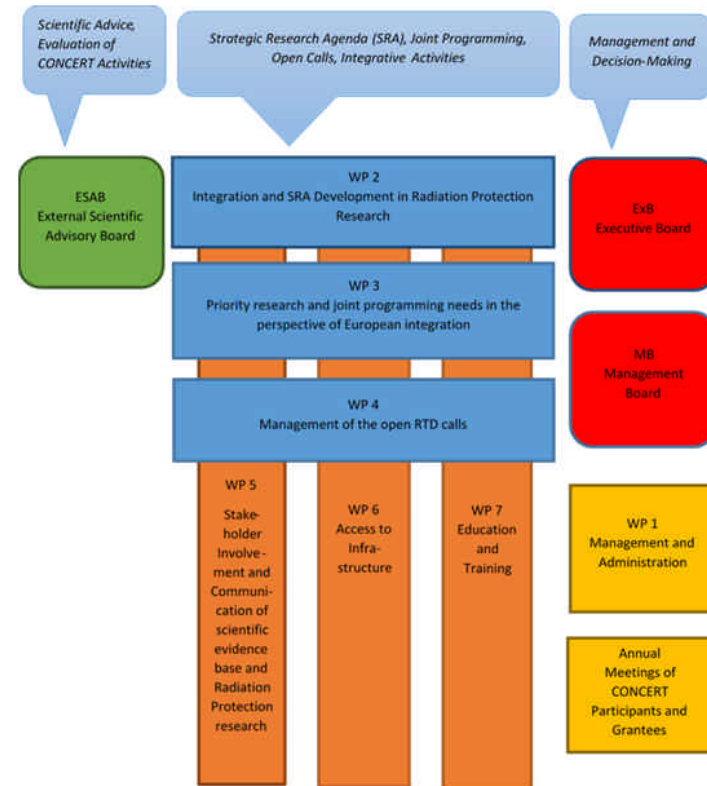 Scientific Advice,
Evaluation of
CONCERT Activities
Strategic Research Agenda (SRA), Joint Programming,
Open Calls, Integrative Activities
Management and
Decision-Making
ESAB
External Scientific
Advisory Board
WP 2
Integration and SRA Development in Radiation Protection
Research
ExB
Executive Board
WP 3
Priority research and joint programming needs in the
perspective of European integration
MB
Management
Board
WP 4
Management of the open RTD calls
WP 5
Stake-
holder
Involve-
ment and
Communi-
cation of
scientific
evidence
base and
Radiation
Protection
research
WP 6
Access to
Infra-
structure
WP 7
Education
and
Training
WP 1
Management and
Administration
Annual
Meetings of
CONCERT
Participants and
Grantees